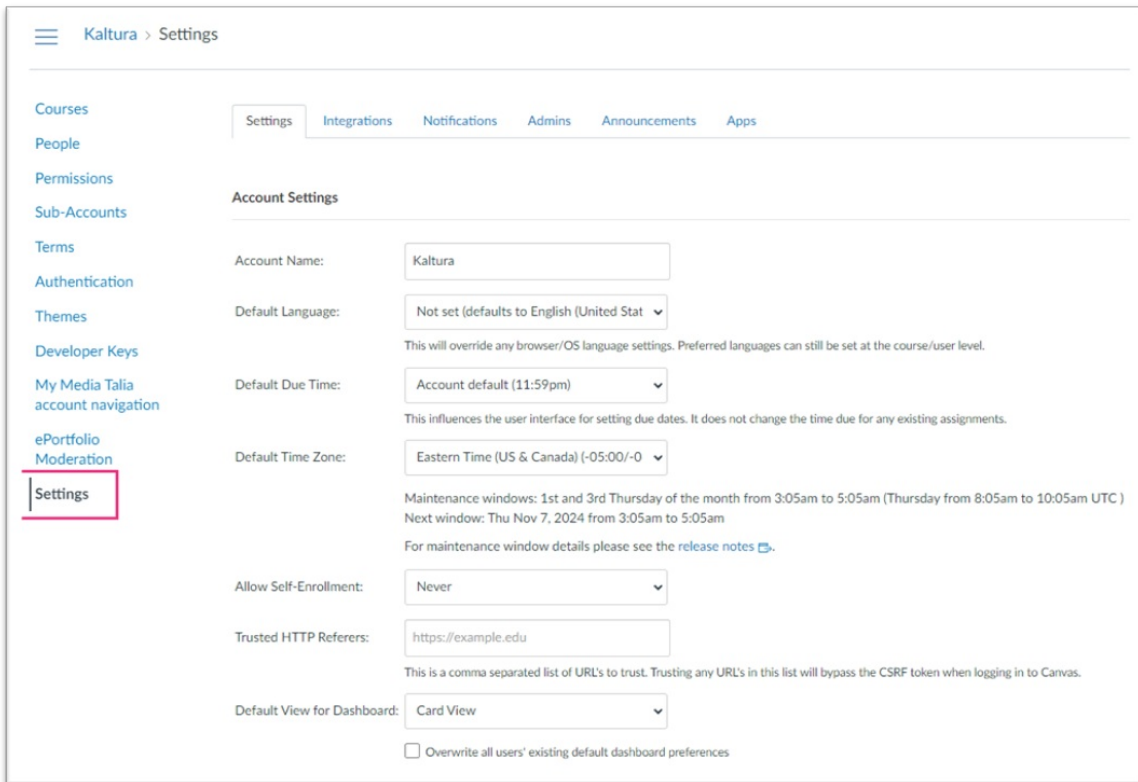 Kaltura > Settings
Courses
People
Permissions
Sub-Accounts
Terms
Authentication
Themes
Developer Keys
My Media Talia
account navigation
ePortfolio
Moderation
Settings
Settings Integrations Notifications Admins Announcements Apps
Account Settings
Account Name: Kaltura
Default Language: Not set (defaults to English (United Stat
This will override any browser/OS language settings. Preferred languages can still be set at the course/user level.
Default Due Time: Account default (11:59pm)
This influences the user interface for setting due dates. It does not change the time due for any existing assignments.
Default Time Zone: Eastern Time (US & Canada) (-05:00/-0
Maintenance windows: 1st and 3rd Thursday of the month from 3:05am to 5:05am (Thursday from 8:05am to 10:05am UTC )
Next window: Thu Nov 7, 2024 from 3:05am to 5:05am
For maintenance window details please see the release notes.
Allow Self-Enrollment: Never
Trusted HTTP Referers: https://example.edu
This is a comma separated list of URL's to trust. Trusting any URL's in this list will bypass the CSRF token when logging in to Canvas.
Default View for Dashboard: Card View
Overwrite all users' existing default dashboard preferences